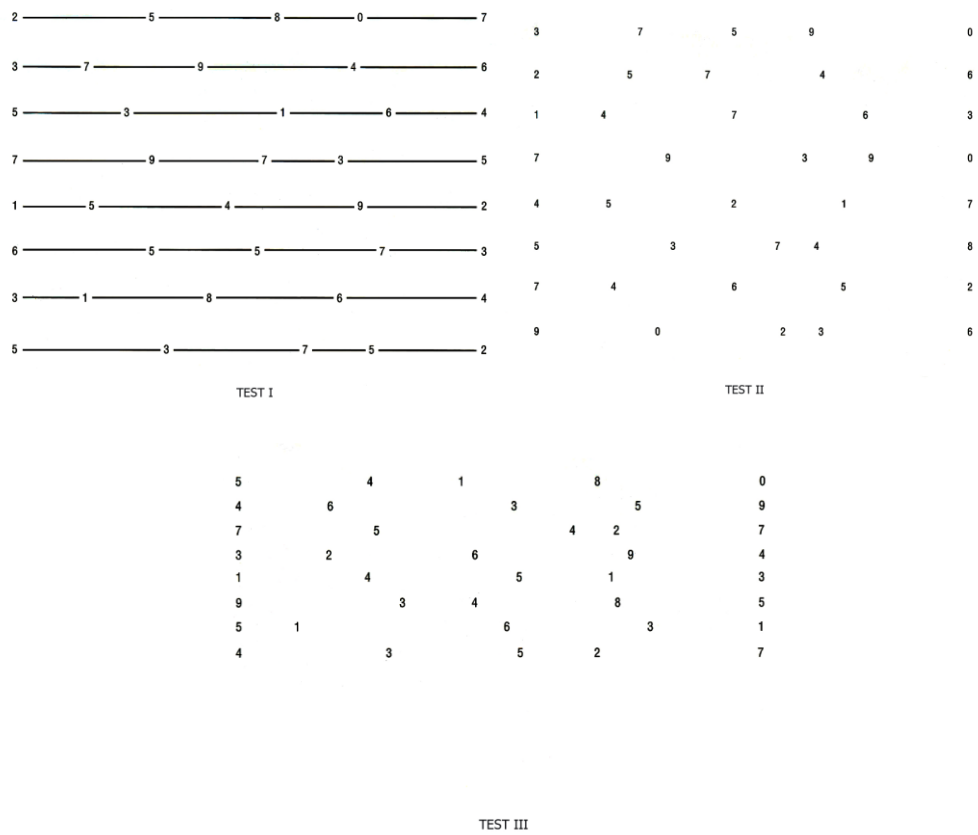 2 5 8 0 7
3 7 9 4 6
5 3 1 6 4
7 9 7 3 5
1 5 4 9 2
6 5 5 7 3
3 1 8 6 4
5 3 7 5 2
TEST I
3 7 5 9 0
2 5 7 4 6
1 4 7 6 3
7 9 3 9 0
4 5 2 1 7
5 3 7 4 8
7 4 6 5 2
9 0 2 3 6
TEST II
5 4 1 8 0
4 6 3 5 9
7 5 4 2 7
3 2 6 9 4
1 4 5 1 3
9 3 4 8 5
5 1 6 3 1
4 3 5 2 7
TEST III